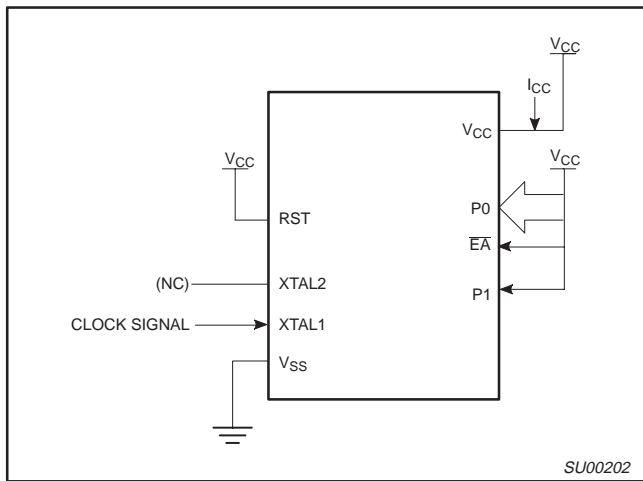 VCC
ICC
VCC
VCC
VCC
P0
RST
EA
(NC)
XTAL2
P1
CLOCK SIGNAL
XTAL1
VSS
SU00202